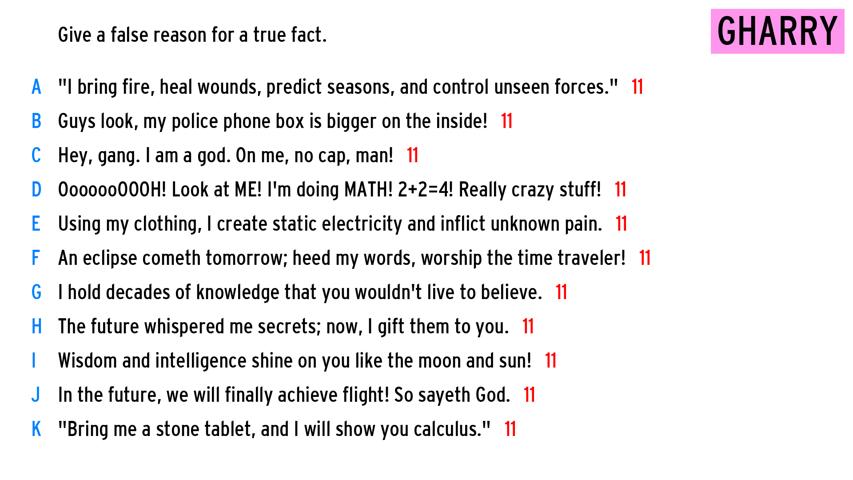 Give a false reason for a true fact.
GHARRY
A "I bring fire, heal wounds, predict seasons, and control unseen forces." 11
B Guys look, my police phone box is bigger on the inside! 11
C Hey, gang. I am a god. On me, no cap, man! 11
D OoooooOOOH! Look at ME! I'm doing MATH! 2+2=4! Really crazy stuff! 11
E Using my clothing, I create static electricity and inflict unknown pain. 11
F An eclipse cometh tomorrow; heed my words, worship the time traveler! 11
G I hold decades of knowledge that you wouldn't live to believe. 11
H The future whispered me secrets; now, I gift them to you. 11
I Wisdom and intelligence shine on you like the moon and sun! 11
J In the future, we will finally achieve flight! So sayeth God. 11
K "Bring me a stone tablet, and I will show you calculus." 11